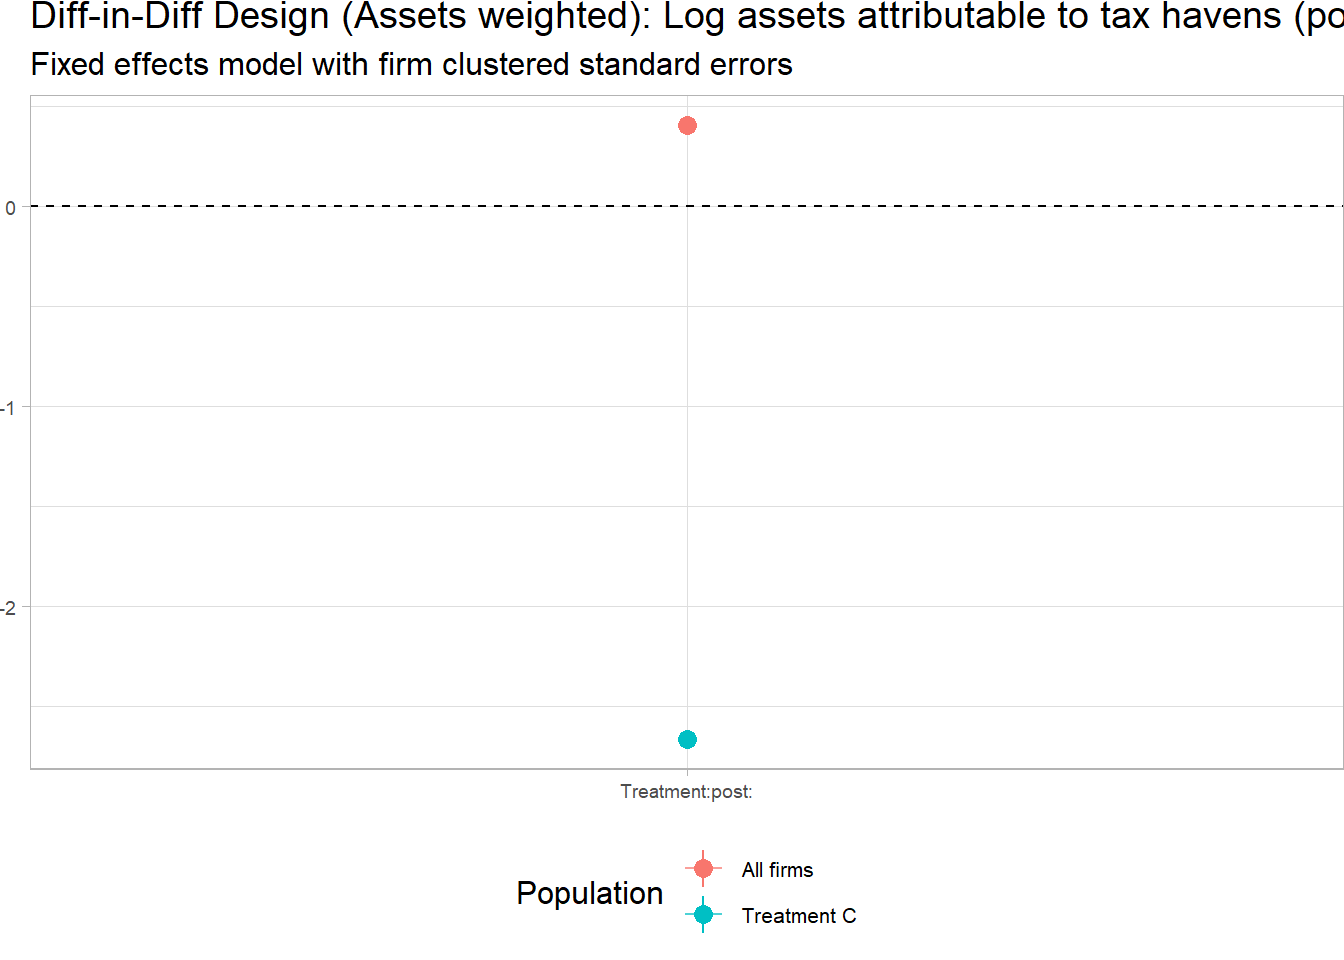 Diff-in-Diff Design (Assets weighted): Log assets attributable to tax havens (po
Fixed effects model with firm clustered standard errors
0
-1
-2
Treatment:post:
Population
All firms
Treatment C